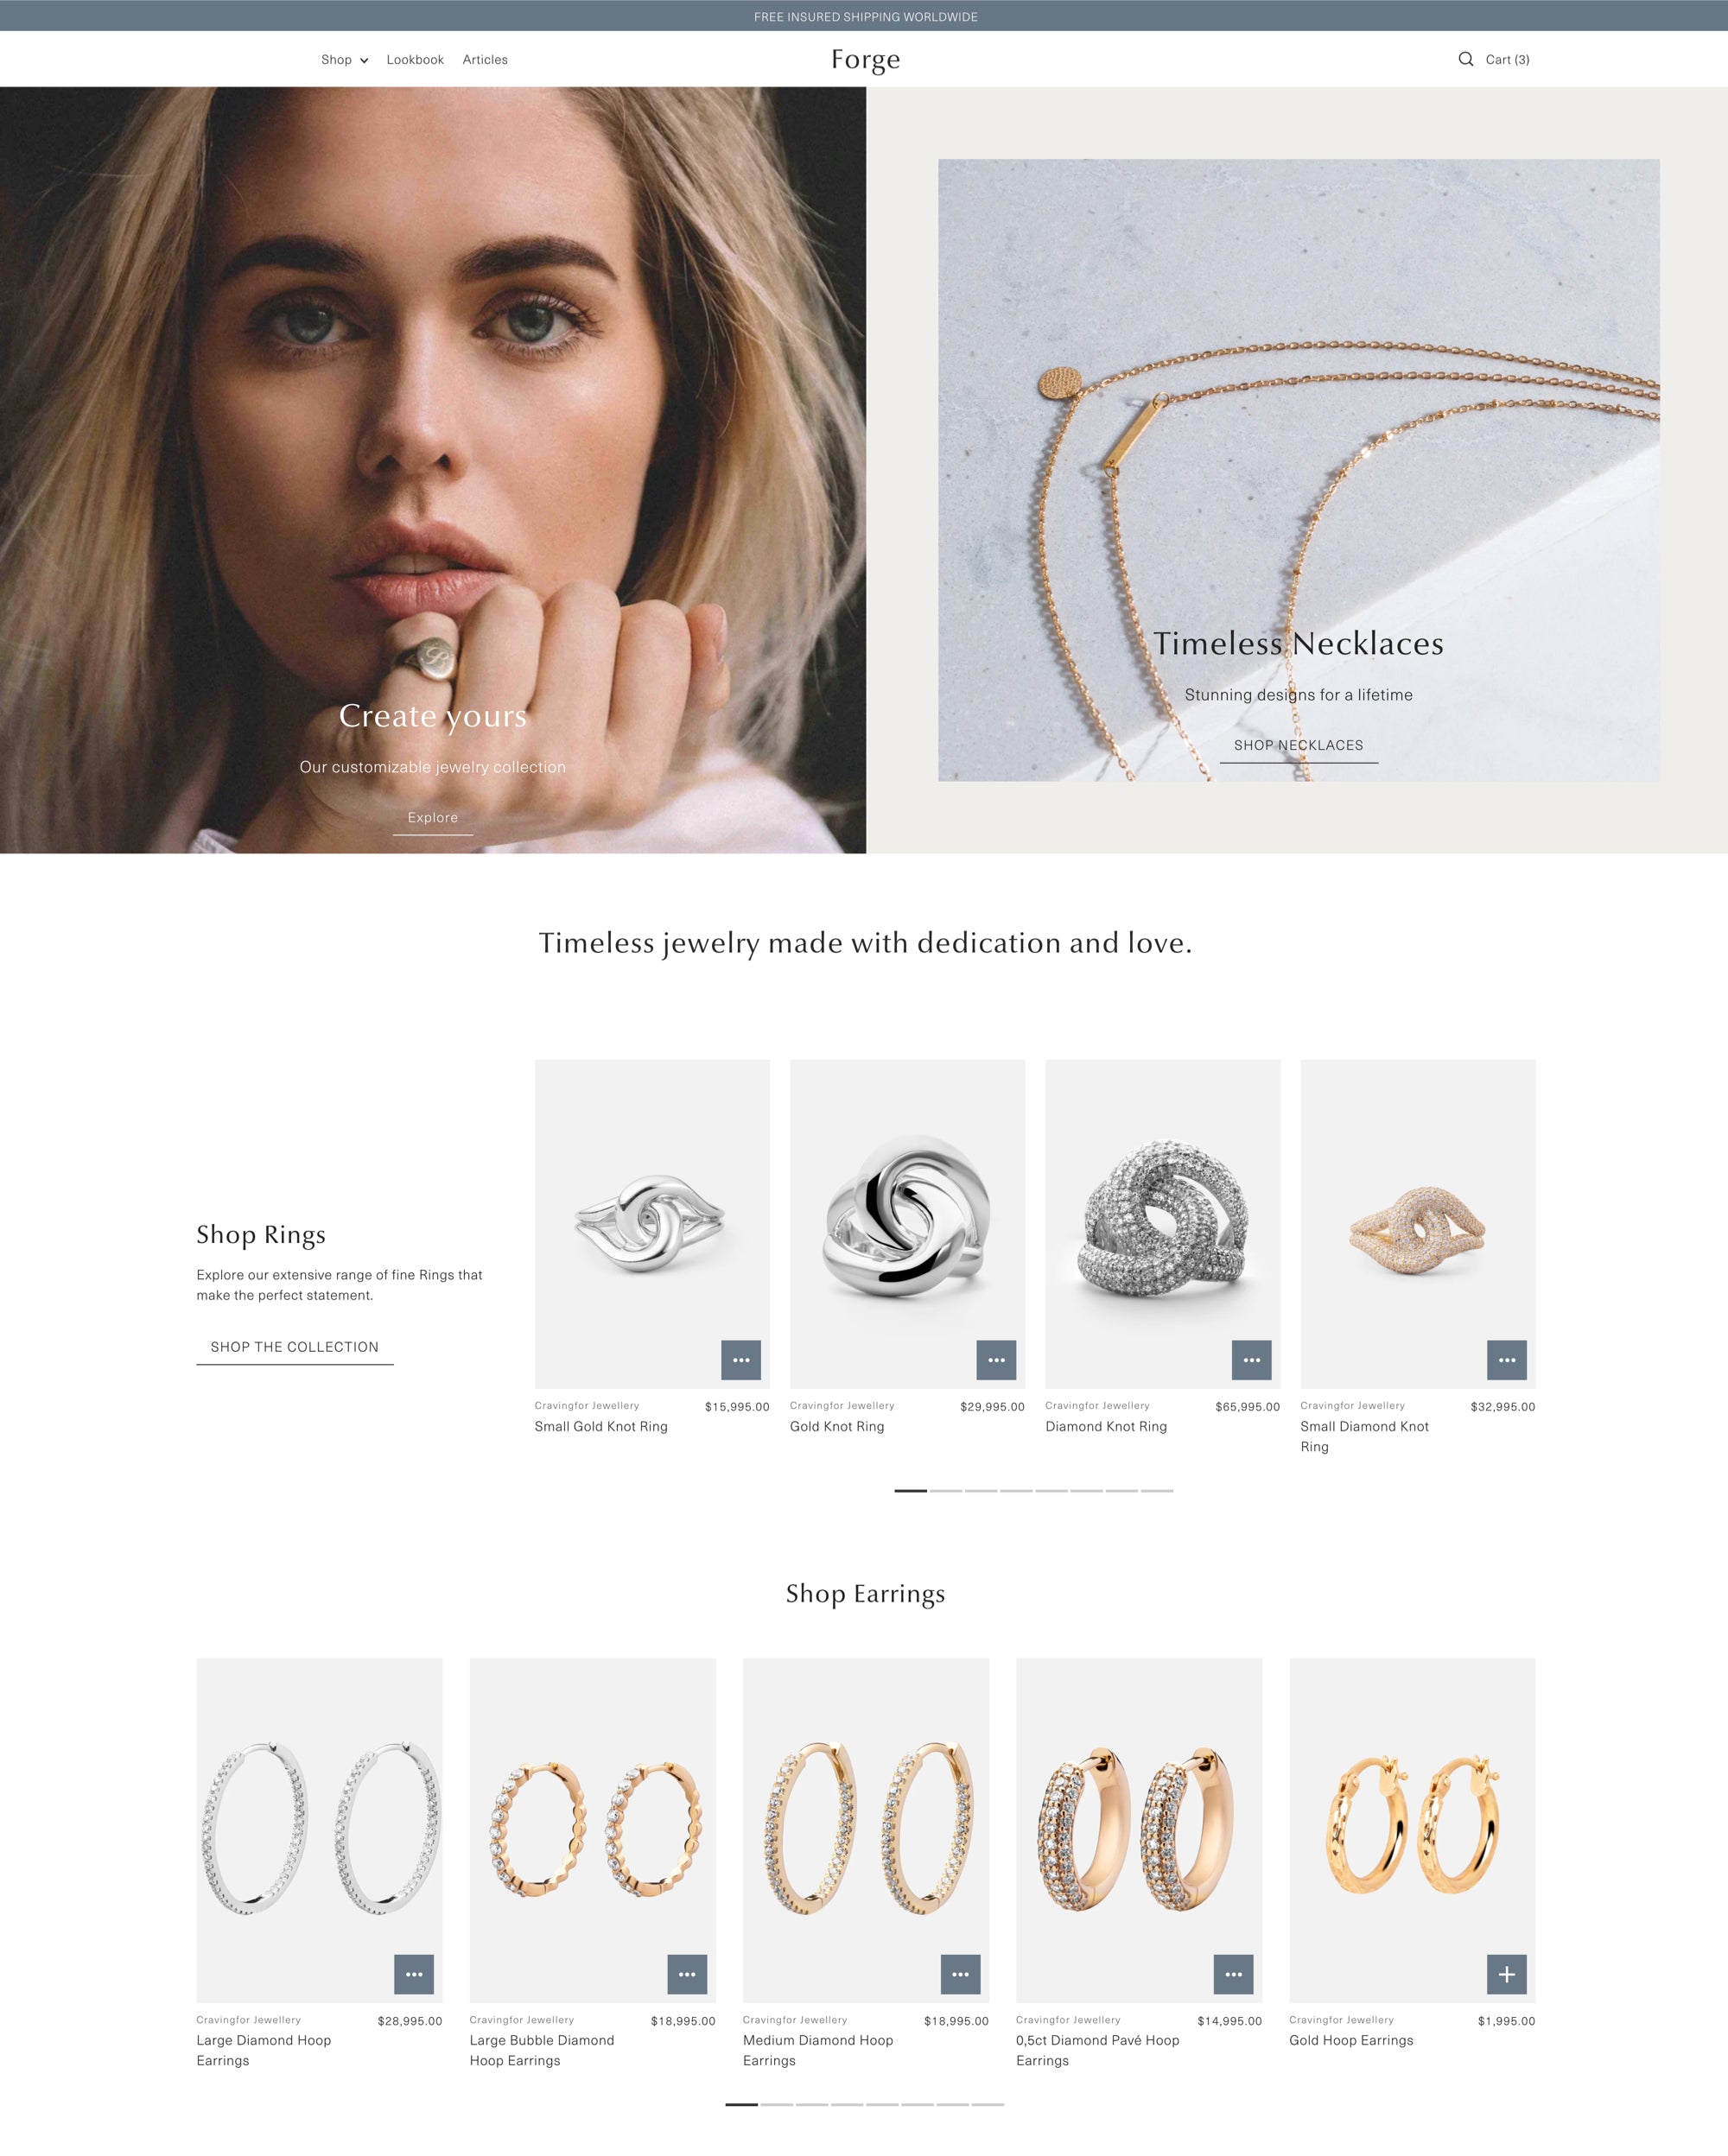 FREE INSURED SHIPPING WORLDWIDE
Shop Lookbook Articles
Forge
Cart (3)
Create yours
Our customizable jewelry collection
Explore
Timeless Necklaces
Stunning designs for a lifetime
SHOP NECKLACES
Timeless jewelry made with dedication and love.
Shop Rings
Explore our extensive range of fine Rings that
make the perfect statement.
SHOP THE COLLECTION
Cravingfor Jewellery
$15,995.00
Small Gold Knot Ring
Cravingfor Jewellery
$29,995.00
Gold Knot Ring
Cravingfor Jewellery
$65,995.00
Diamond Knot Ring
Cravingfor Jewellery
$32,995.00
Small Diamond Knot
Ring
Shop Earrings
Cravingfor Jewellery
$28,995.00
Large Diamond Hoop
Earrings
Cravingfor Jewellery
$18,995.00
Large Bubble Diamond
Hoop Earrings
Cravingfor Jewellery
$18,995.00
Medium Diamond Hoop
Earrings
Cravingfor Jewellery
$14,995.00
0,5ct Diamond Pavé Hoop
Earrings
Cravingfor Jewellery
$1,995.00
Gold Hoop Earrings